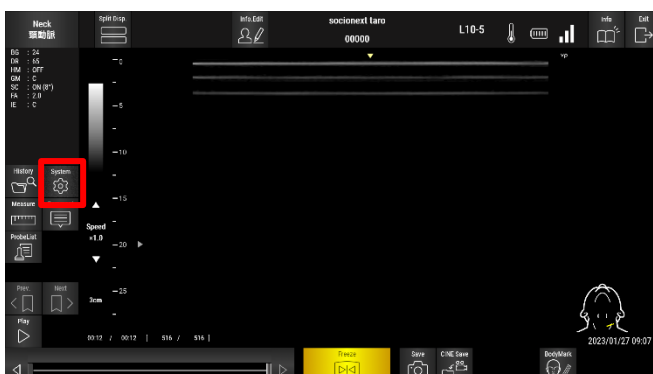 Neck
頸動脈
Split Disp.
Info.Edit
socionext taro
00000
L10-5
Info
Exit
BG : 24
DR : 65
HM : OFF
GM : C
SC : ON (8°)
FA : 2.0
IE : C
0
5
10
15
20
25
VP
History
System
Measure
ProbeList
Speed
×1.0
3cm
Prev.
Next
Play
00:12 / 00:12 | 516 / 516 |
2023/01/27 09:07
Freeze
Save
CINE Save
BodyMark